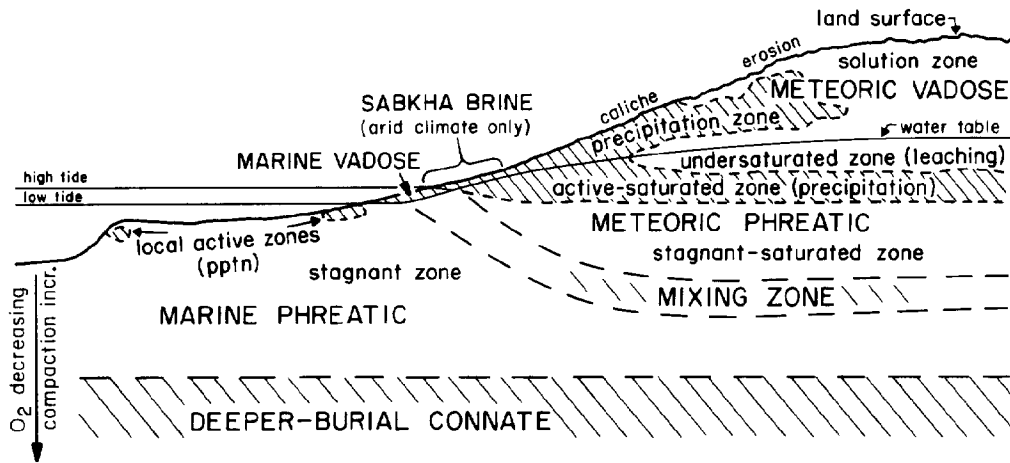 land surface
erosion
solution zone
METEORIC VADOSE
SABKHA BRINE
(arid climate only)
caliche
precipitation zone
water table
MARINE VADOSE
undersaturated zone (leaching)
high tide
active-saturated zone (precipitation)
low tide
METEORIC PHREATIC
local active zones
(pptn)
stagnant-saturated zone
stagnant zone
MIXING ZONE
MARINE PHREATIC
O2 decreasing
compaction incr.
DEEPER-BURIAL CONNATE